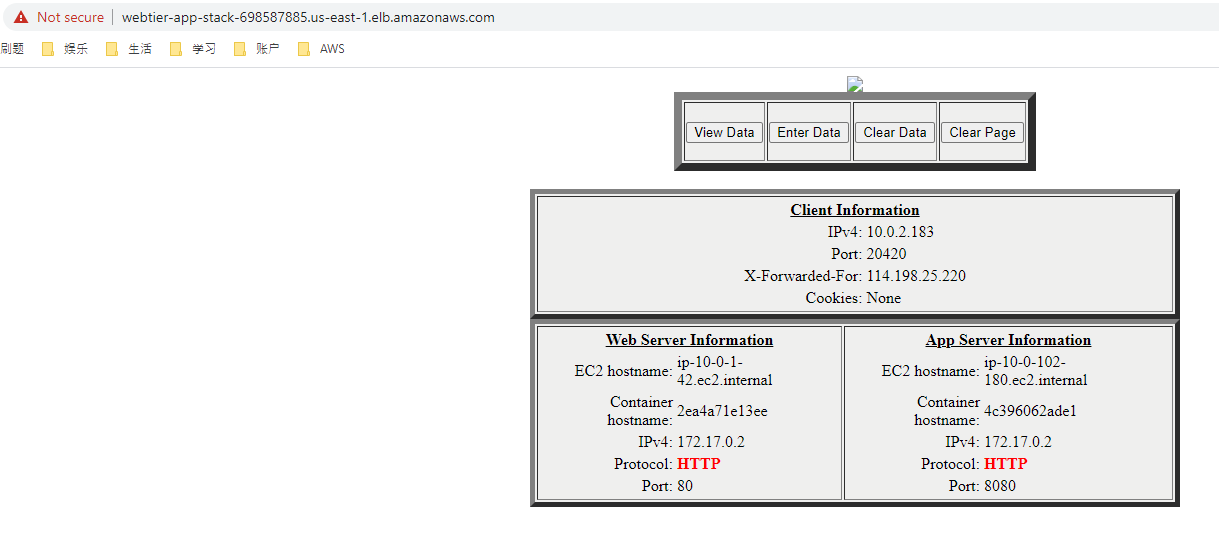 Not secure webtier-app-stack-698587885.us-east-1.elb.amazonaws.com
刷题 娱乐 生活 学习 账户 AWS
View Data Enter Data Clear Data Clear Page
Client Information
IPv4: 10.0.2.183
Port: 20420
X-Forwarded-For: 114.198.25.220
Cookies: None
Web Server Information
EC2 hostname: ip-10-0-1-
42.ec2.internal
Container
hostname: 2ea4a71e13ee
IPv4: 172.17.0.2
Protocol: HTTP
Port: 80
App Server Information
EC2 hostname: ip-10-0-102-
180.ec2.internal
Container
hostname: 4c396062ade1
IPv4: 172.17.0.2
Protocol: HTTP
Port: 8080